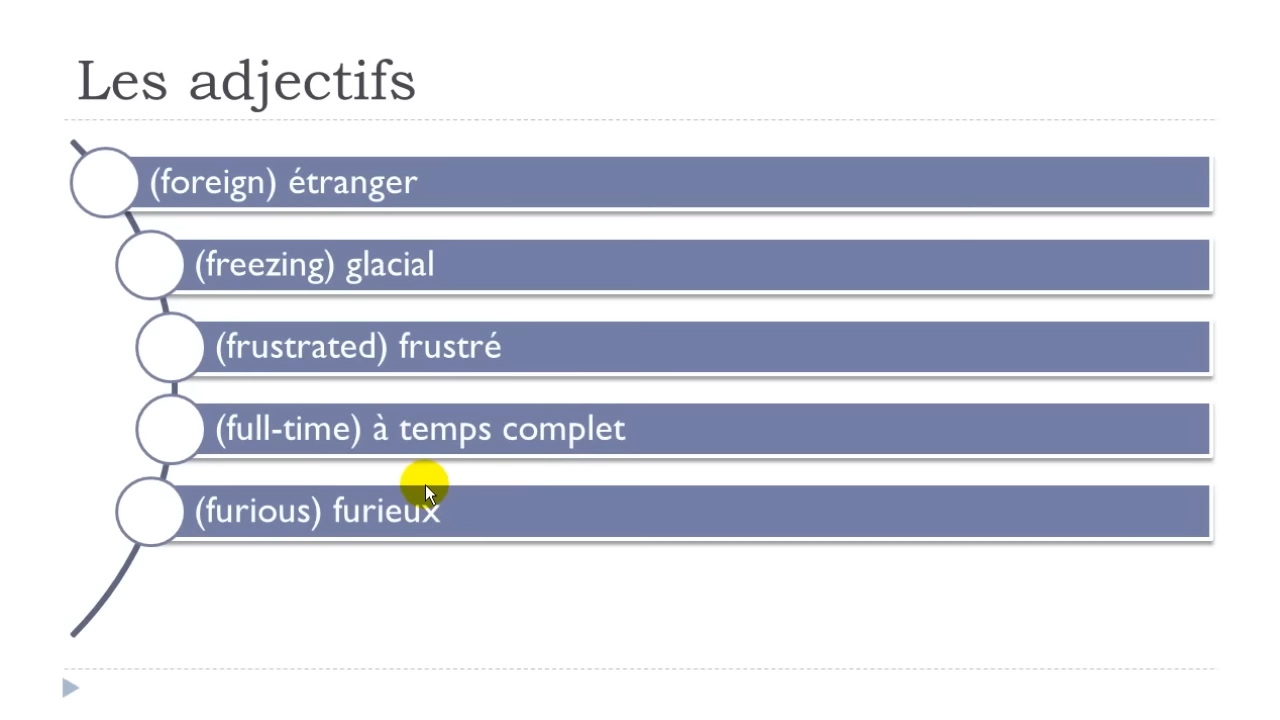 Les adjectifs
(foreign) étranger
(freezing) glacial
(frustrated) frustré
(full-time) à temps complet
(furious) furieux